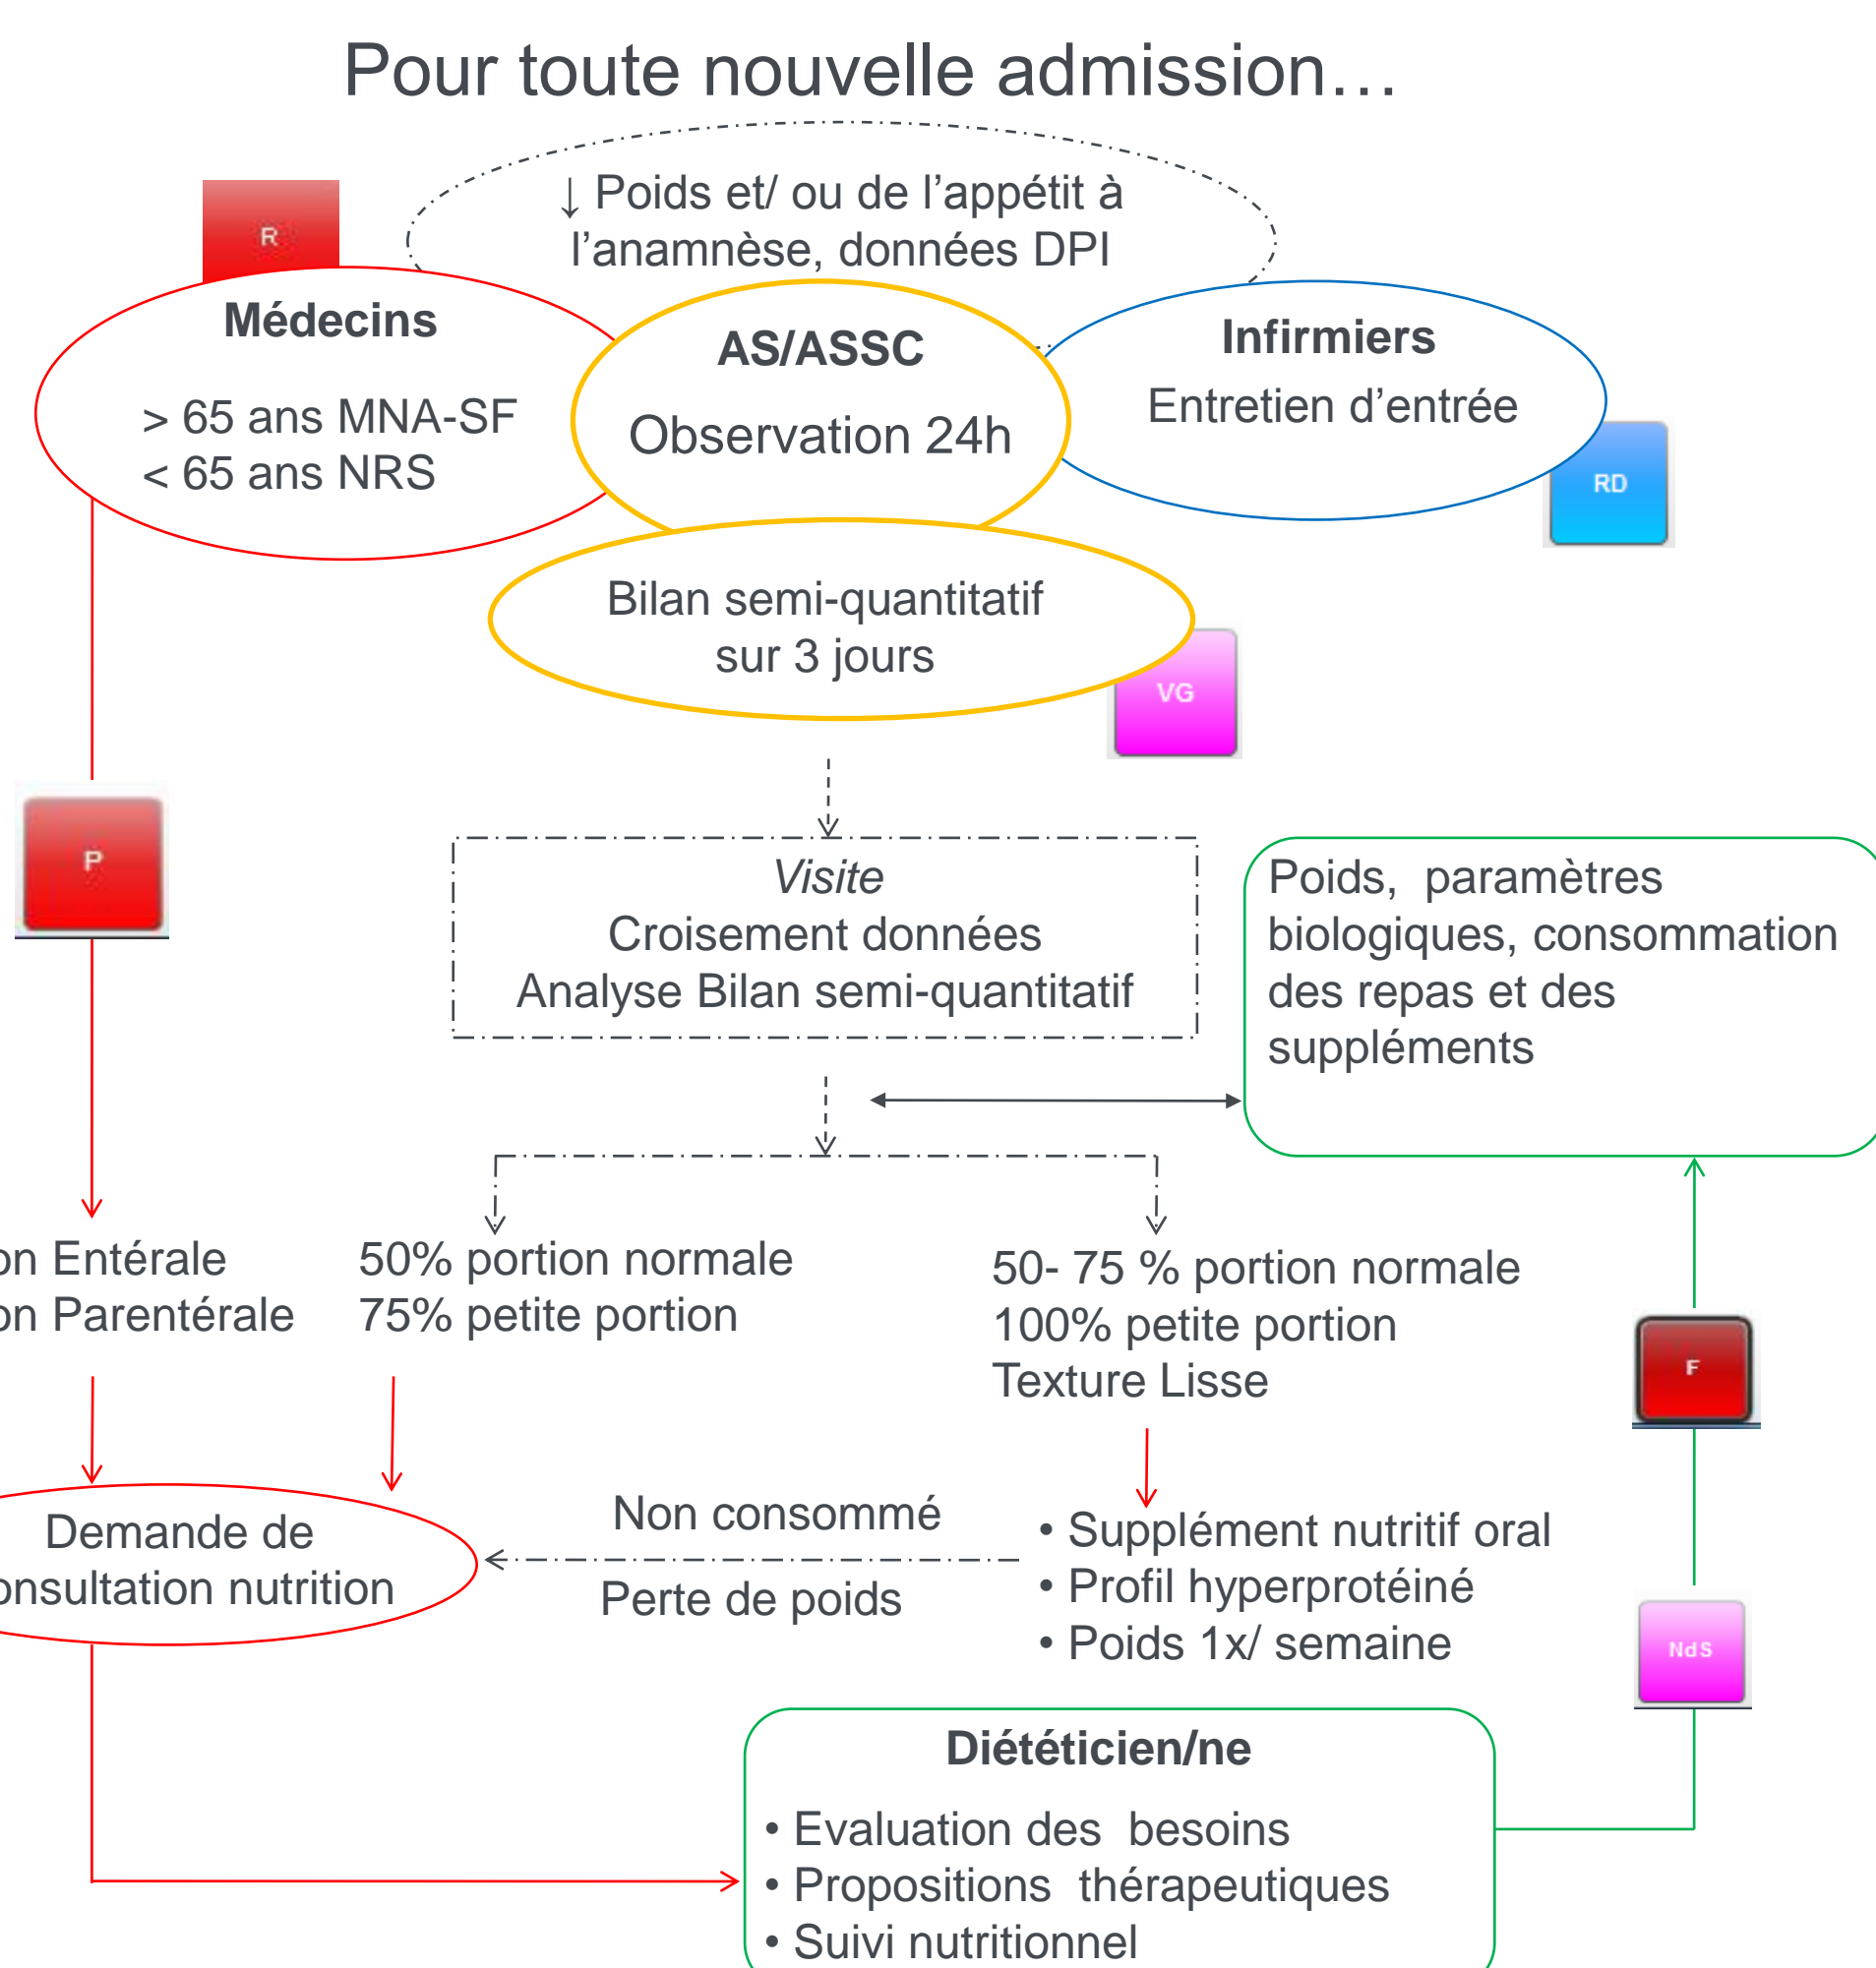 Pour toute nouvelle admission…
↓ Poids et/ ou de l’appétit à
l’anamnèse, données DPI
R
Médecins
> 65 ans MNA-SF
< 65 ans NRS
AS/ASSC
Observation 24h
Infirmiers
Entretien d’entrée
RD
Bilan semi-quantitatif
sur 3 jours
VG
P
Visite
Croisement données
Analyse Bilan semi-quantitatif
Poids, paramètres
biologiques, consommation
des repas et des
suppléments
on Entérale
on Parentérale
50% portion normale
75% petite portion
50- 75 % portion normale
100% petite portion
Texture Lisse
F
Demande de
onsultation nutrition
Non consommé
Perte de poids
• Supplément nutritif oral
• Profil hyperprotéiné
• Poids 1x/ semaine
NdS
Diététicien/ne
• Evaluation des besoins
• Propositions thérapeutiques
• Suivi nutritionnel